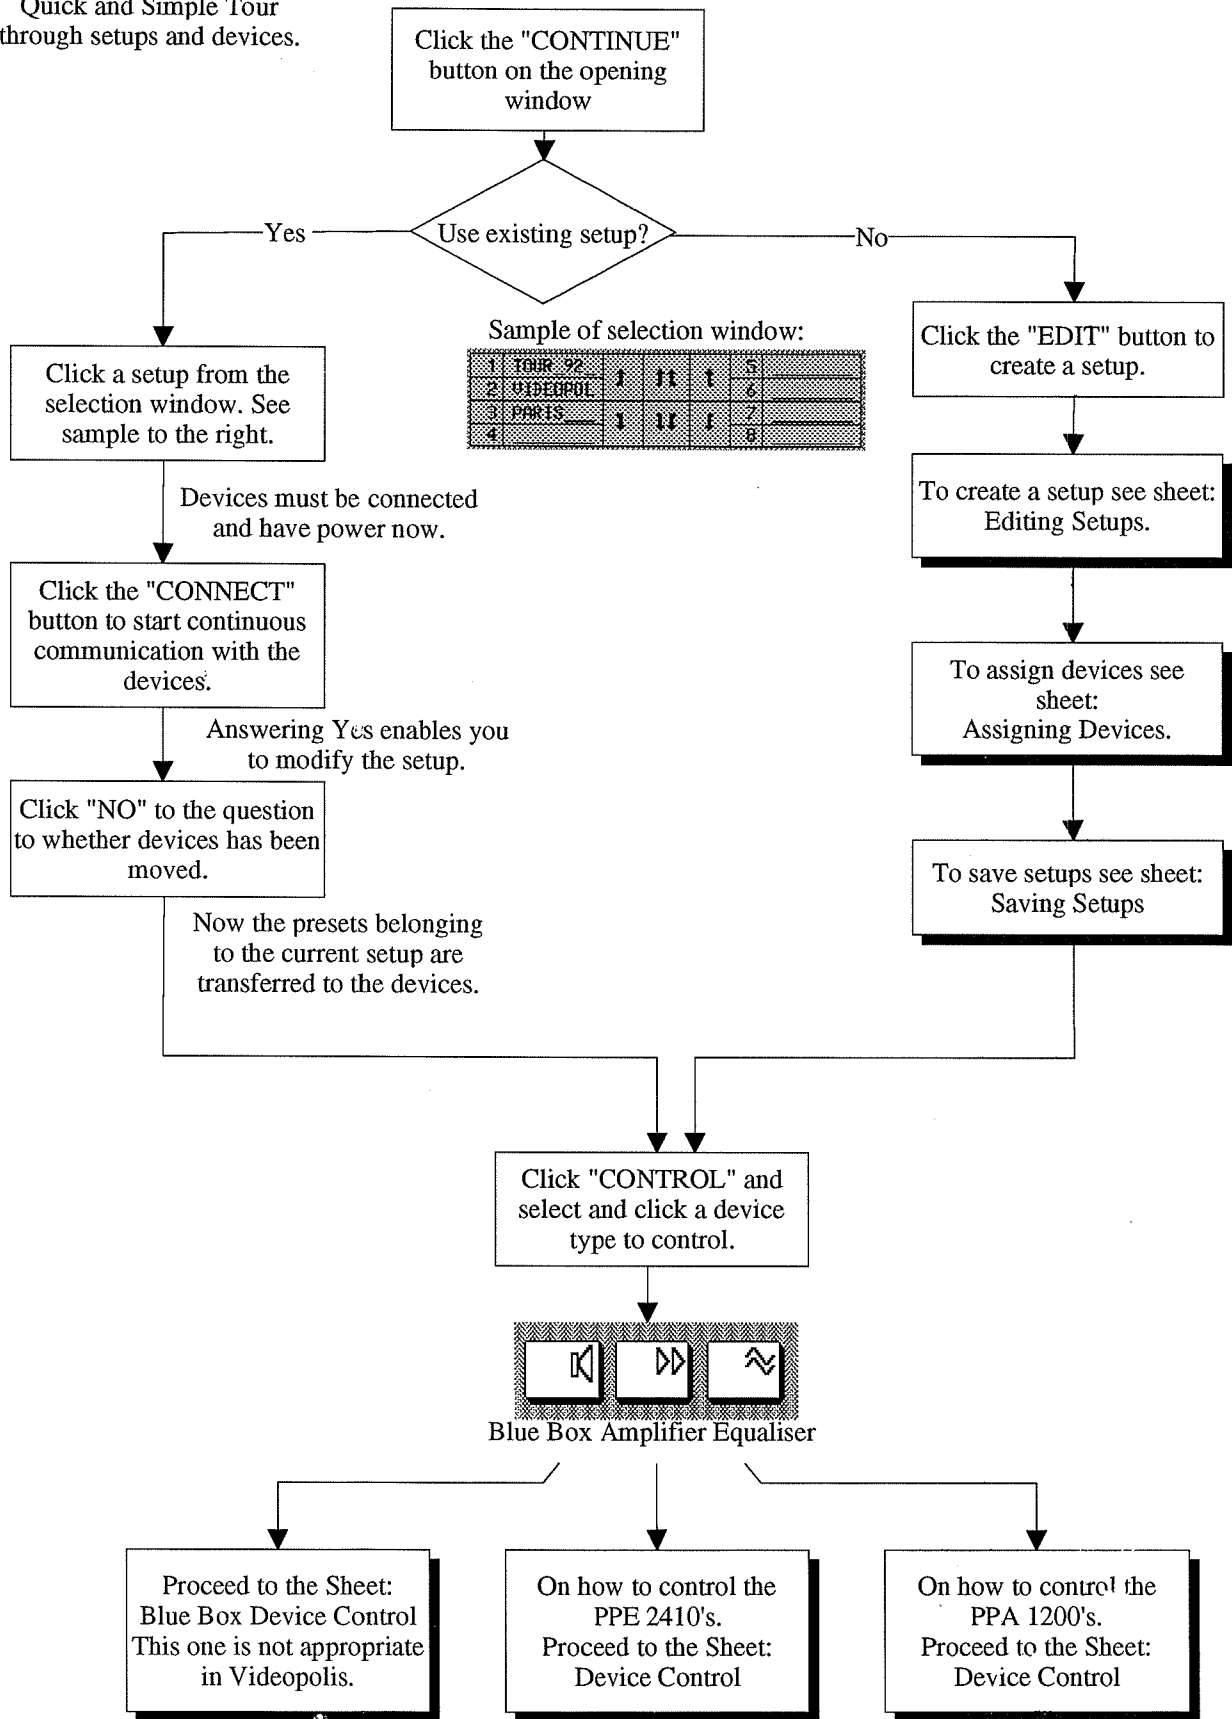 Quick and Simple Tour
through setups and devices.
Click the "CONTINUE"
button on the opening
window
Use existing setup?
Yes
No
Sample of selection window:
1 TOUR_92_
2 VIDEOPOL
3 PARIS___
4
5
6
7
8
Click a setup from the
selection window. See
sample to the right.
Devices must be connected
and have power now.
Click the "CONNECT"
button to start continuous
communication with the
devices.
Answering Yes enables you
to modify the setup.
Click "NO" to the question
to whether devices has been
moved.
Now the presets belonging
to the current setup are
transferred to the devices.
Click the "EDIT" button to
create a setup.
To create a setup see sheet:
Editing Setups.
To assign devices see
sheet:
Assigning Devices.
To save setups see sheet:
Saving Setups
Click "CONTROL" and
select and click a device
type to control.
Blue Box Amplifier Equaliser
Proceed to the Sheet:
Blue Box Device Control
This one is not appropriate
in Videopolis.
On how to control the
PPE 2410's.
Proceed to the Sheet:
Device Control
On how to control the
PPA 1200's.
Proceed to the Sheet:
Device Control